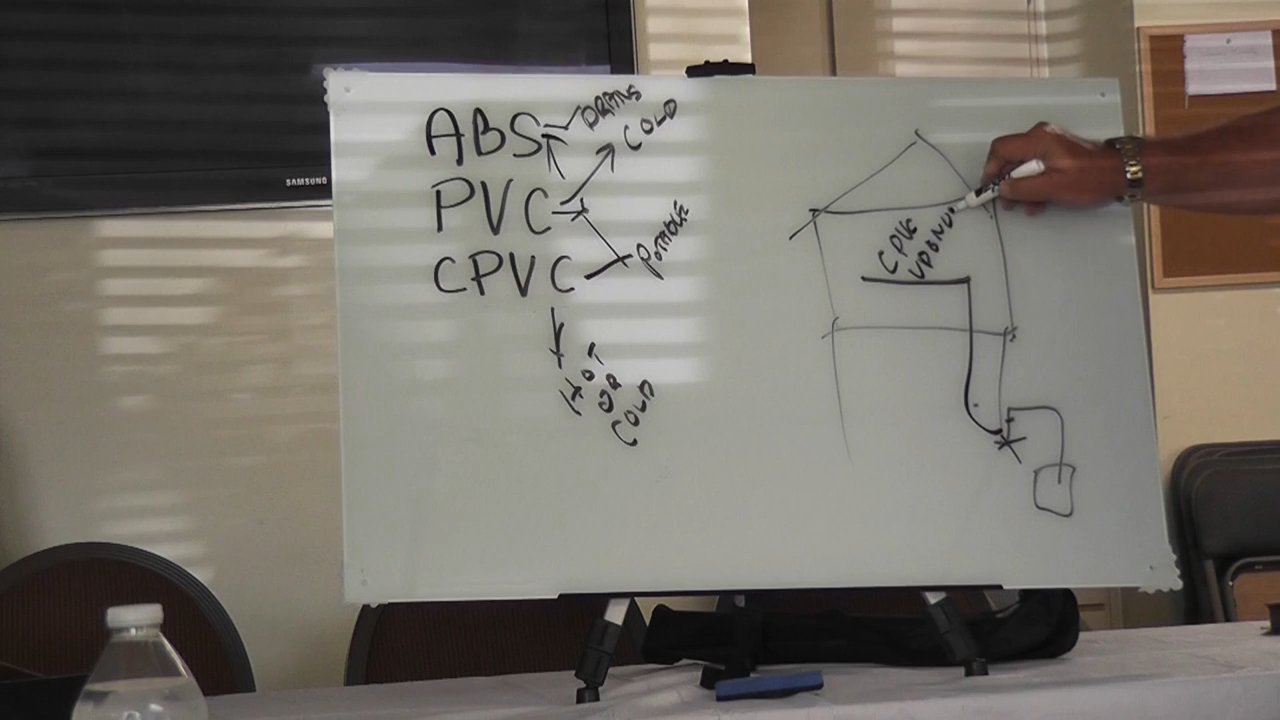 SAMSUNG
ABS
DRAINS
COLD
PVC
POTABLE
CPVC
HOT
OR
COLD
CPVC